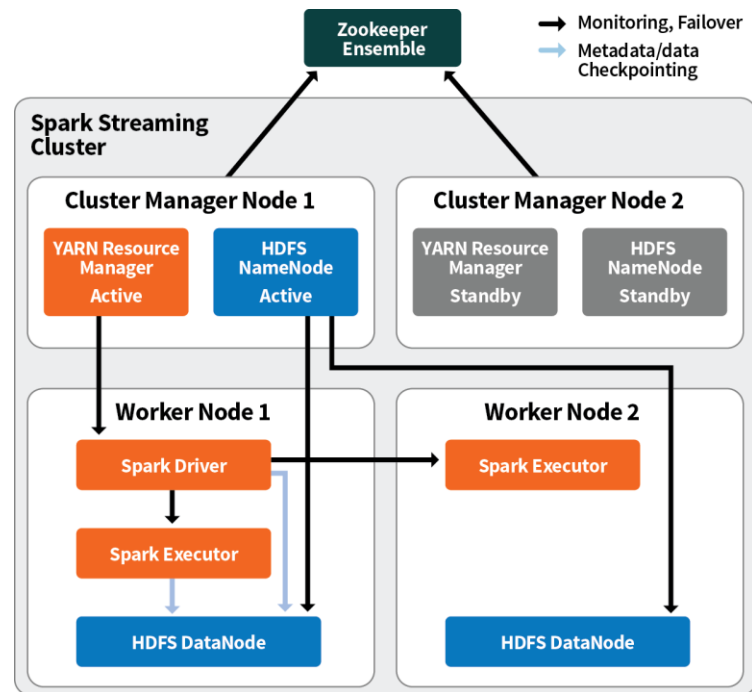 Zookeeper
Ensemble
Monitoring, Failover
Metadata/data
Checkpointing
Spark Streaming
Cluster
Cluster Manager Node 1
YARN Resource
Manager
Active
HDFS
NameNode
Active
Cluster Manager Node 2
YARN Resource
Manager
Standby
HDFS
NameNode
Standby
Worker Node 1
Spark Driver
Spark Executor
HDFS DataNode
Worker Node 2
Spark Executor
HDFS DataNode